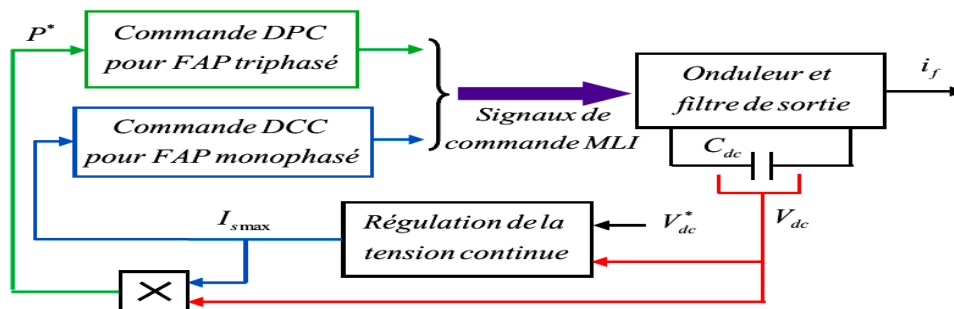 P*
Commande DPC
pour FAP triphasé
Commande DCC
pour FAP monophasé
Signaux de
commande MLI
Onduleur et
filtre de sortie
i_f
C_dc
I_smax
Régulation de la
tension continue
V*_dc
V_dc
×